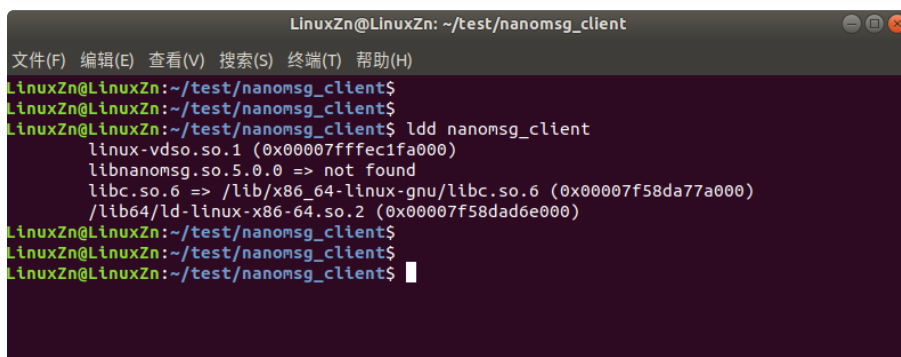 LinuxZn@LinuxZn: ~/test/nanomsg_client
文件(F) 编辑(E) 查看(V) 搜索(S) 终端(T) 帮助(H)
LinuxZn@LinuxZn:~/test/nanomsg_client$
LinuxZn@LinuxZn:~/test/nanomsg_client$
LinuxZn@LinuxZn:~/test/nanomsg_client$ ldd nanomsg_client
linux-vdso.so.1 (0x00007fffec1fa000)
libnanomsg.so.5.0.0 => not found
libc.so.6 => /lib/x86_64-linux-gnu/libc.so.6 (0x00007f58da77a000)
/lib64/ld-linux-x86-64.so.2 (0x00007f58dad6e000)
LinuxZn@LinuxZn:~/test/nanomsg_client$
LinuxZn@LinuxZn:~/test/nanomsg_client$
LinuxZn@LinuxZn:~/test/nanomsg_client$